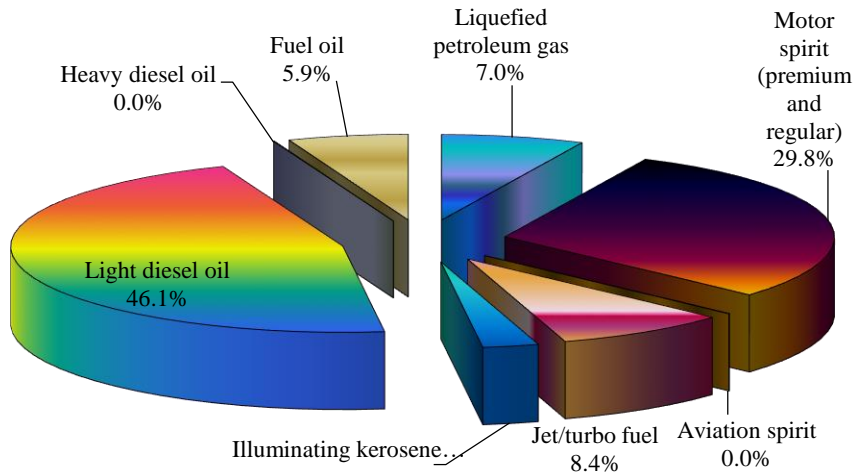 Liquefied
petroleum gas
7.0%
Motor
spirit
(premium
and
regular)
29.8%
Aviation spirit
0.0%
Jet/turbo fuel
8.4%
Illuminating kerosene…
Light diesel oil
46.1%
Heavy diesel oil
0.0%
Fuel oil
5.9%